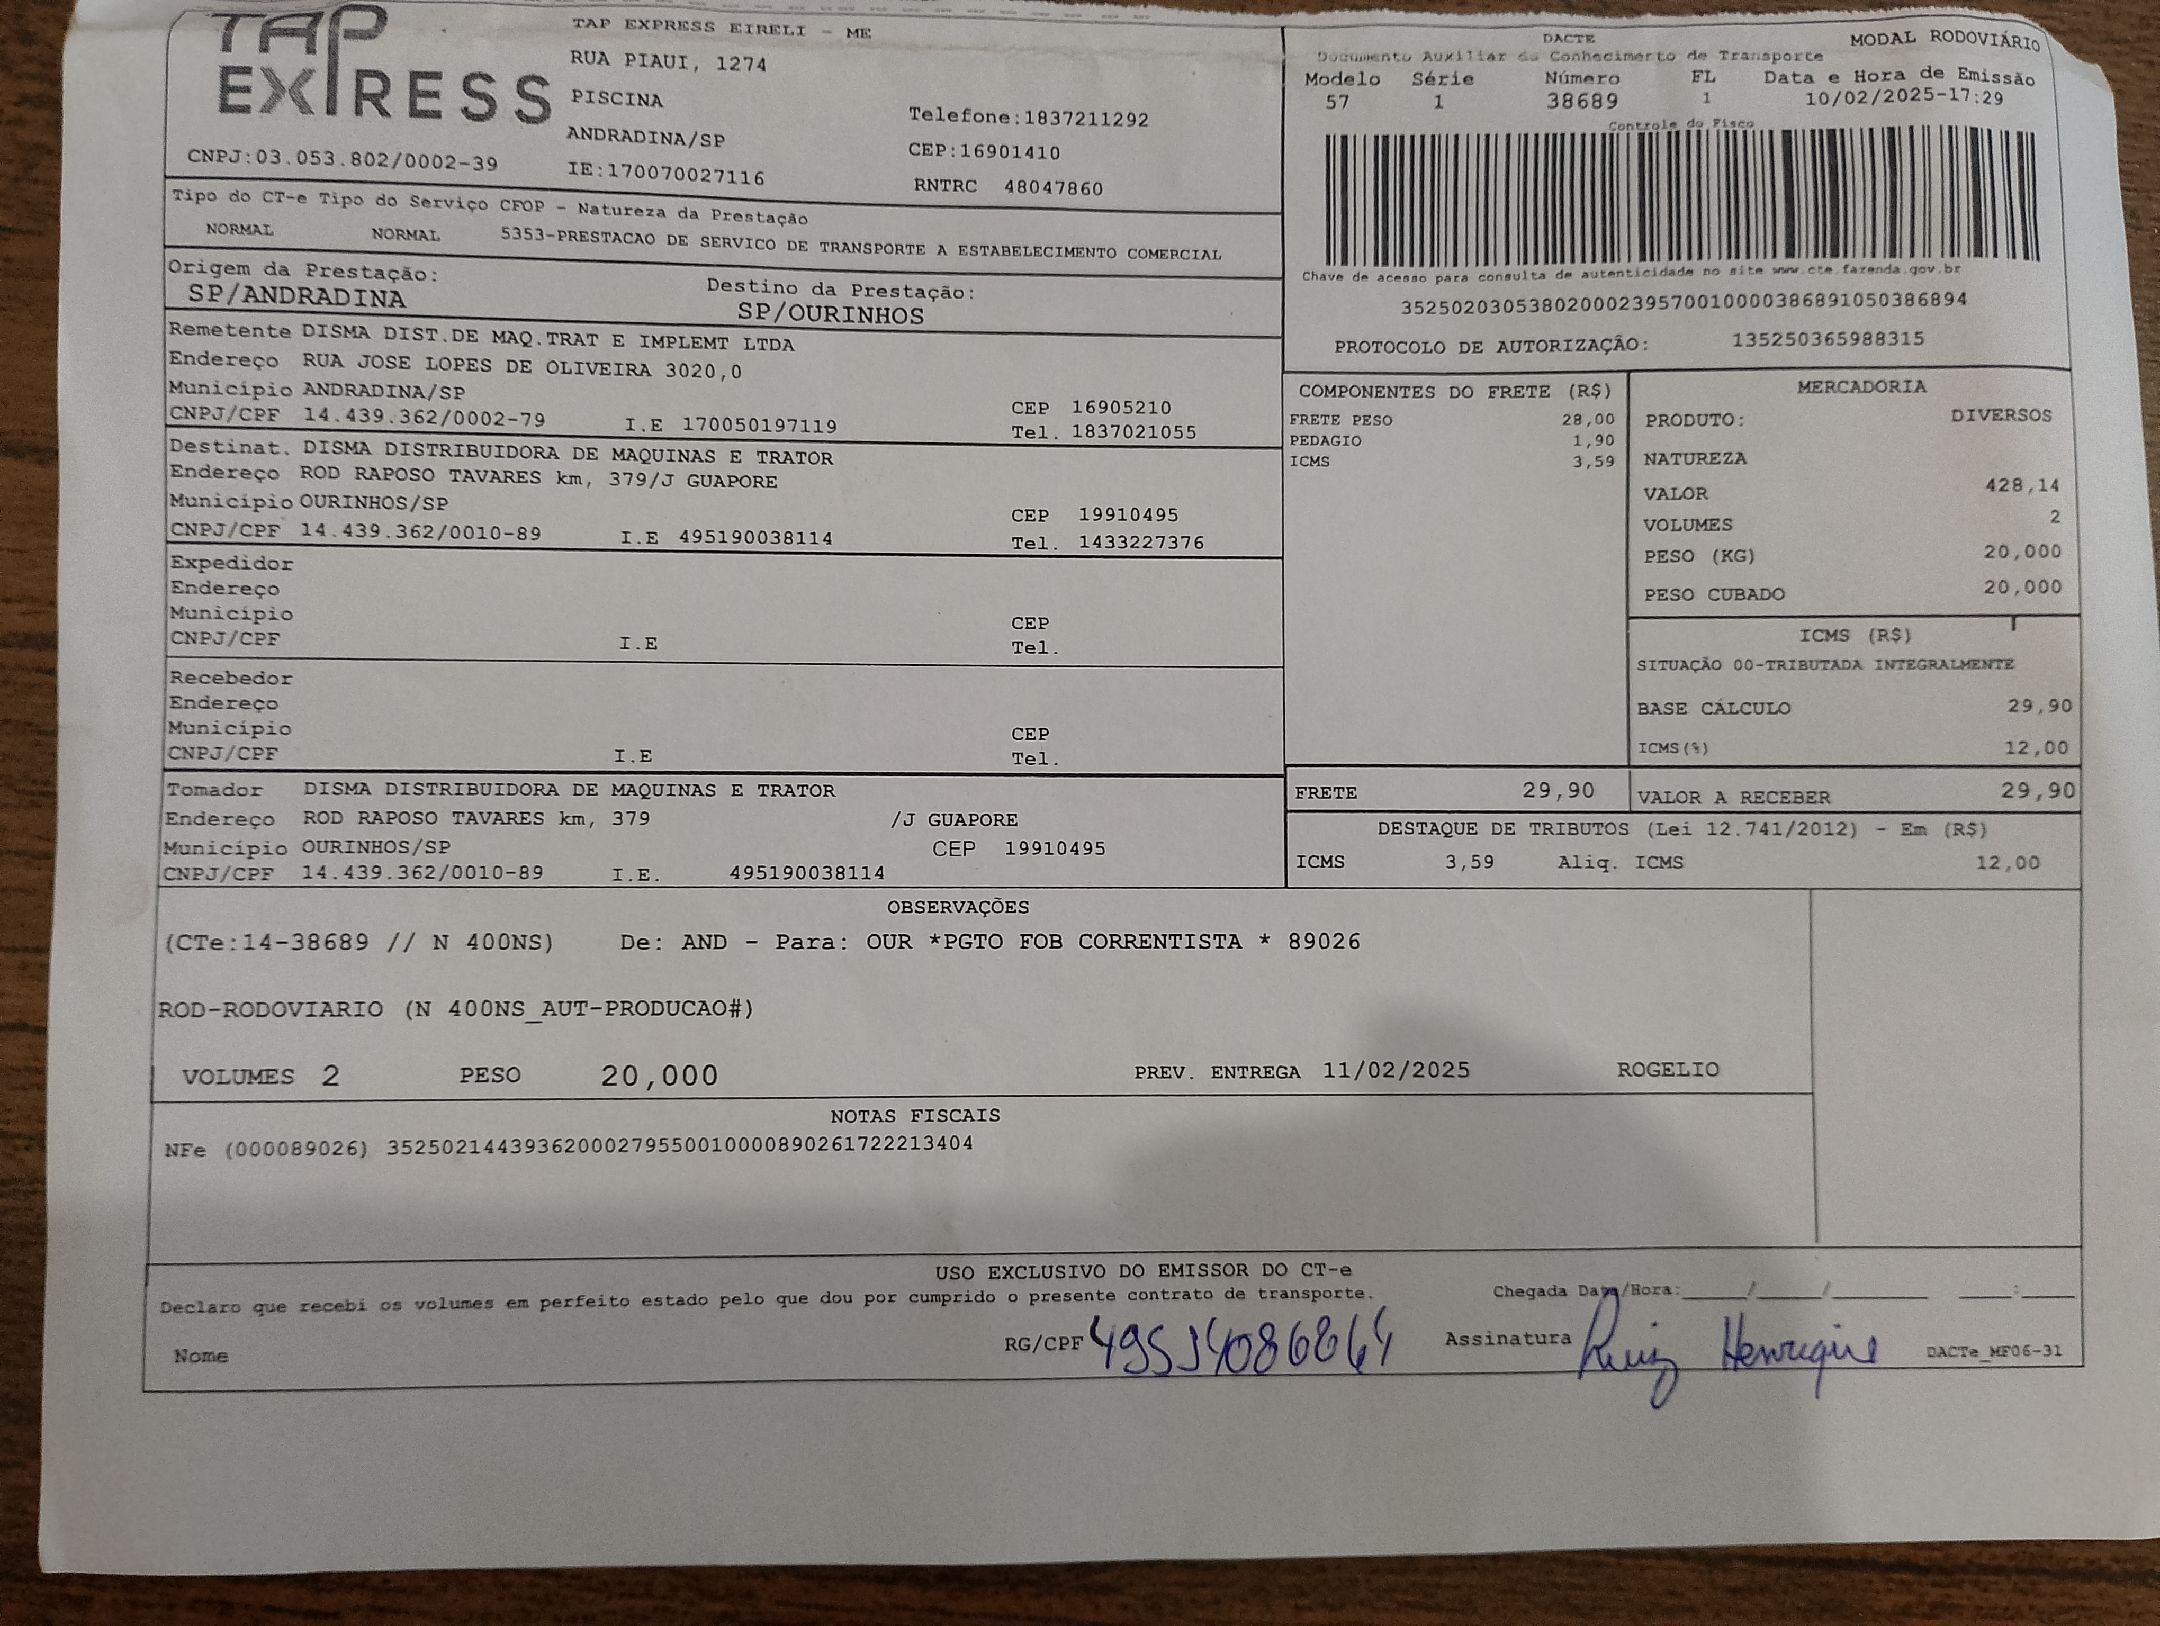 TAP EXPRESS
TAP EXPRESS EIRELI - ME
RUA PIAUI, 1274
PISCINA
ANDRADINA/SP
IE:170070027116
Telefone:1837211292
CEP:16901410
RNTRC 48047860
CNPJ:03.053.802/0002-39
DACTE
MODAL RODOVIÁRIO
Documento Auxiliar do Conhecimento de Transporte
Modelo Série Número FL Data e Hora de Emissão
57 1 38689 1 10/02/2025-17:29
Controle do Fisco
Chave de acesso para consulta de autenticidade no site www.cte.fazenda.gov.br
35250203053802000239570010000386891050386894
PROTOCOLO DE AUTORIZAÇÃO: 135250365988315
Tipo do CT-e Tipo do Serviço CFOP - Natureza da Prestação
NORMAL NORMAL 5353-PRESTACAO DE SERVICO DE TRANSPORTE A ESTABELECIMENTO COMERCIAL
Origem da Prestação: Destino da Prestação:
SP/ANDRADINA SP/OURINHOS
Remetente DISMA DIST.DE MAQ.TRAT E IMPLEMT LTDA
Endereço RUA JOSE LOPES DE OLIVEIRA 3020,0
Município ANDRADINA/SP CEP 16905210
CNPJ/CPF 14.439.362/0002-79 I.E 170050197119 Tel. 1837021055
Destinat. DISMA DISTRIBUIDORA DE MAQUINAS E TRATOR
Endereço ROD RAPOSO TAVARES km, 379/J GUAPORE
Município OURINHOS/SP CEP 19910495
CNPJ/CPF 14.439.362/0010-89 I.E 495190038114 Tel. 1433227376
Expedidor
Endereço
Município CEP
CNPJ/CPF I.E Tel.
Recebedor
Endereço
Município CEP
CNPJ/CPF I.E Tel.
Tomador DISMA DISTRIBUIDORA DE MAQUINAS E TRATOR
Endereço ROD RAPOSO TAVARES km, 379 /J GUAPORE
Município OURINHOS/SP CEP 19910495
CNPJ/CPF 14.439.362/0010-89 I.E. 495190038114
COMPONENTES DO FRETE (R$)
FRETE PESO 28,00
PEDAGIO 1,90
ICMS 3,59
MERCADORIA
PRODUTO: DIVERSOS
NATUREZA
VALOR 428,14
VOLUMES 2
PESO (KG) 20,000
PESO CUBADO 20,000
ICMS (R$)
SITUAÇÃO 00-TRIBUTADA INTEGRALMENTE
BASE CÁLCULO 29,90
ICMS(%) 12,00
FRETE 29,90 VALOR A RECEBER 29,90
DESTAQUE DE TRIBUTOS (Lei 12.741/2012) - Em (R$)
ICMS 3,59 Aliq. ICMS 12,00
OBSERVAÇÕES
(CTe:14-38689 // N 400NS) De: AND - Para: OUR *PGTO FOB CORRENTISTA * 89026
ROD-RODOVIARIO (N 400NS_AUT-PRODUCAO#)
VOLUMES 2 PESO 20,000 PREV. ENTREGA 11/02/2025 ROGELIO
NOTAS FISCAIS
NFe (000089026) 35250214439362000279550010000890261722213404
USO EXCLUSIVO DO EMISSOR DO CT-e
Declaro que recebi os volumes em perfeito estado pelo que dou por cumprido o presente contrato de transporte. Chegada Data/Hora:_____/_____/________ ____:____
Nome RG/CPF Assinatura Henrique DACTe_MF06-31